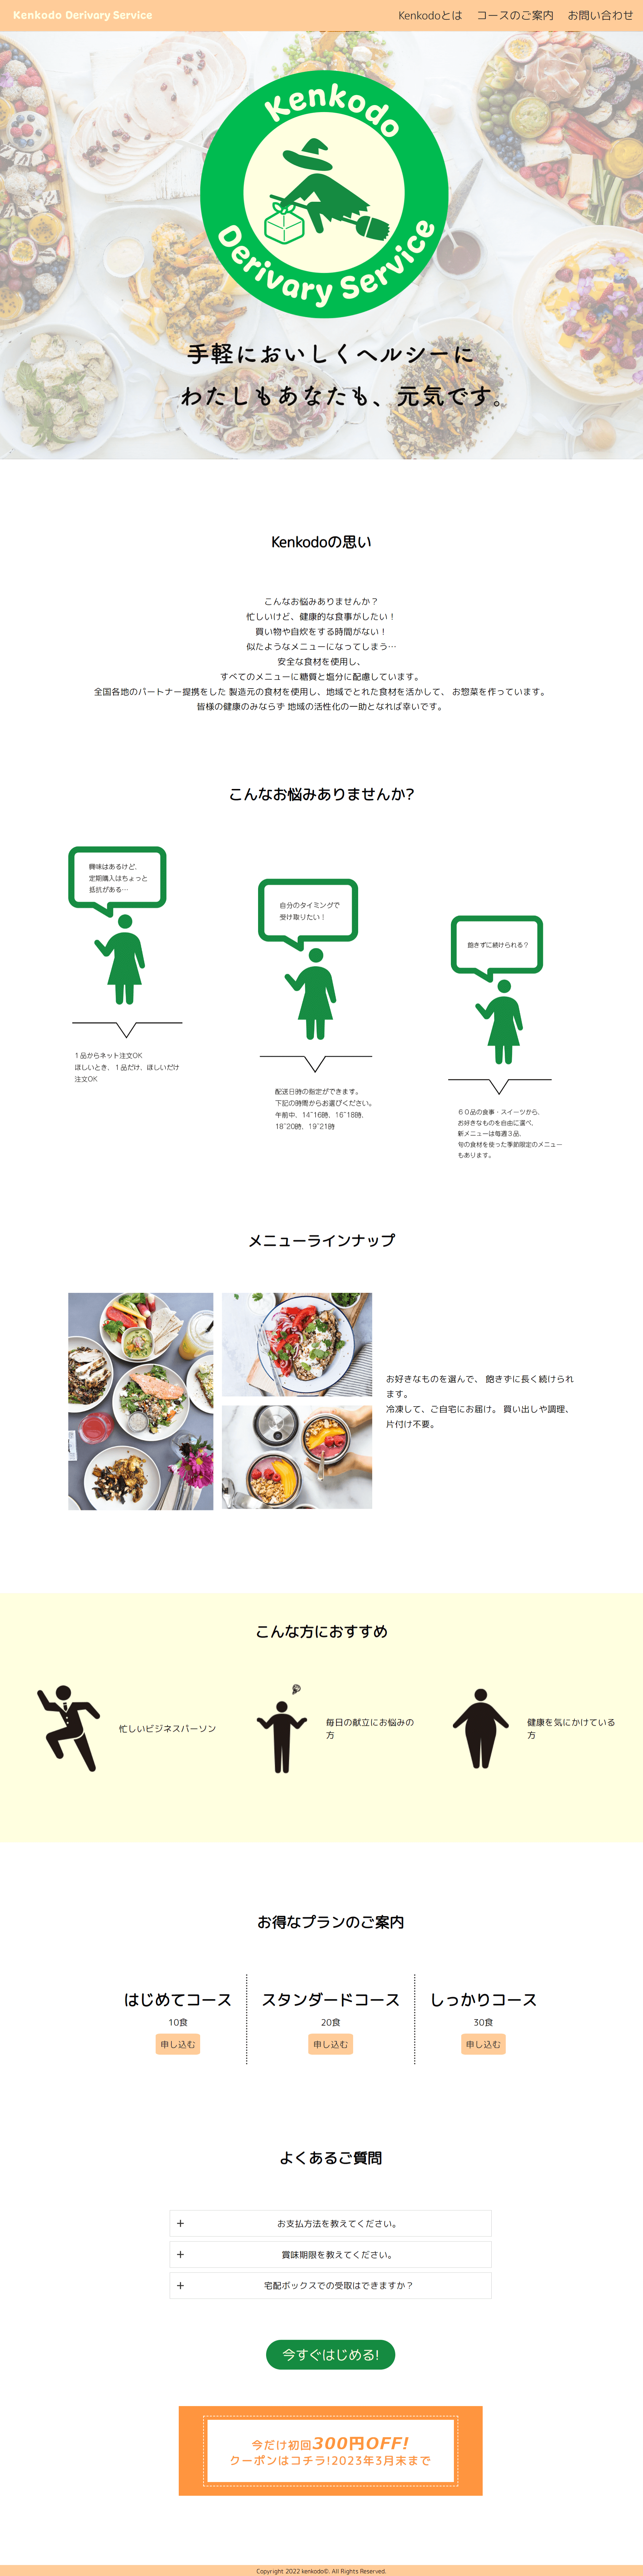 Kenkodo Derivary Service
Kenkodoとは コースのご案内 お問い合わせ
Kenkodo
Derivary Service
手軽においしくヘルシーに
わたしもあなたも、元気です。
Kenkodoの思い
こんなお悩みありませんか？
忙しいけど、健康的な食事がしたい！
買い物や自炊をする時間がない！
似たようなメニューになってしまう…
安全な食材を使用し、
すべてのメニューに糖質と塩分に配慮しています。
全国各地のパートナー提携をした 製造元の食材を使用し、地域でとれた食材を活かして、 お惣菜を作っています。
皆様の健康のみならず 地域の活性化の一助となれば幸いです。
こんなお悩みありませんか?
興味はあるけど、
定期購入はちょっと
抵抗がある…
１品からネット注文OK
ほしいとき、１品だけ、ほしいだけ
注文OK
自分のタイミングで
受け取りたい！
配送日時の指定ができます。
下記の時間からお選びください。
午前中、14~16時、16~18時、
18~20時、19~21時
飽きずに続けられる？
６０品の食事・スイーツから、
お好きなものを自由に選べ、
新メニューは毎週３品、
旬の食材を使った季節限定のメニュー
もあります。
メニューラインナップ
お好きなものを選んで、 飽きずに長く続けられ
ます。
冷凍して、ご自宅にお届け。 買い出しや調理、
片付け不要。
こんな方におすすめ
忙しいビジネスパーソン
毎日の献立にお悩みの
方
健康を気にかけている
方
お得なプランのご案内
はじめてコース
10食
申し込む
スタンダードコース
20食
申し込む
しっかりコース
30食
申し込む
よくあるご質問
+ お支払方法を教えてください。
+ 賞味期限を教えてください。
+ 宅配ボックスでの受取はできますか？
今すぐはじめる!
今だけ初回300円OFF!
クーポンはコチラ!2023年3月末まで
Copyright 2022 kenkodo©. All Rights Reserved.